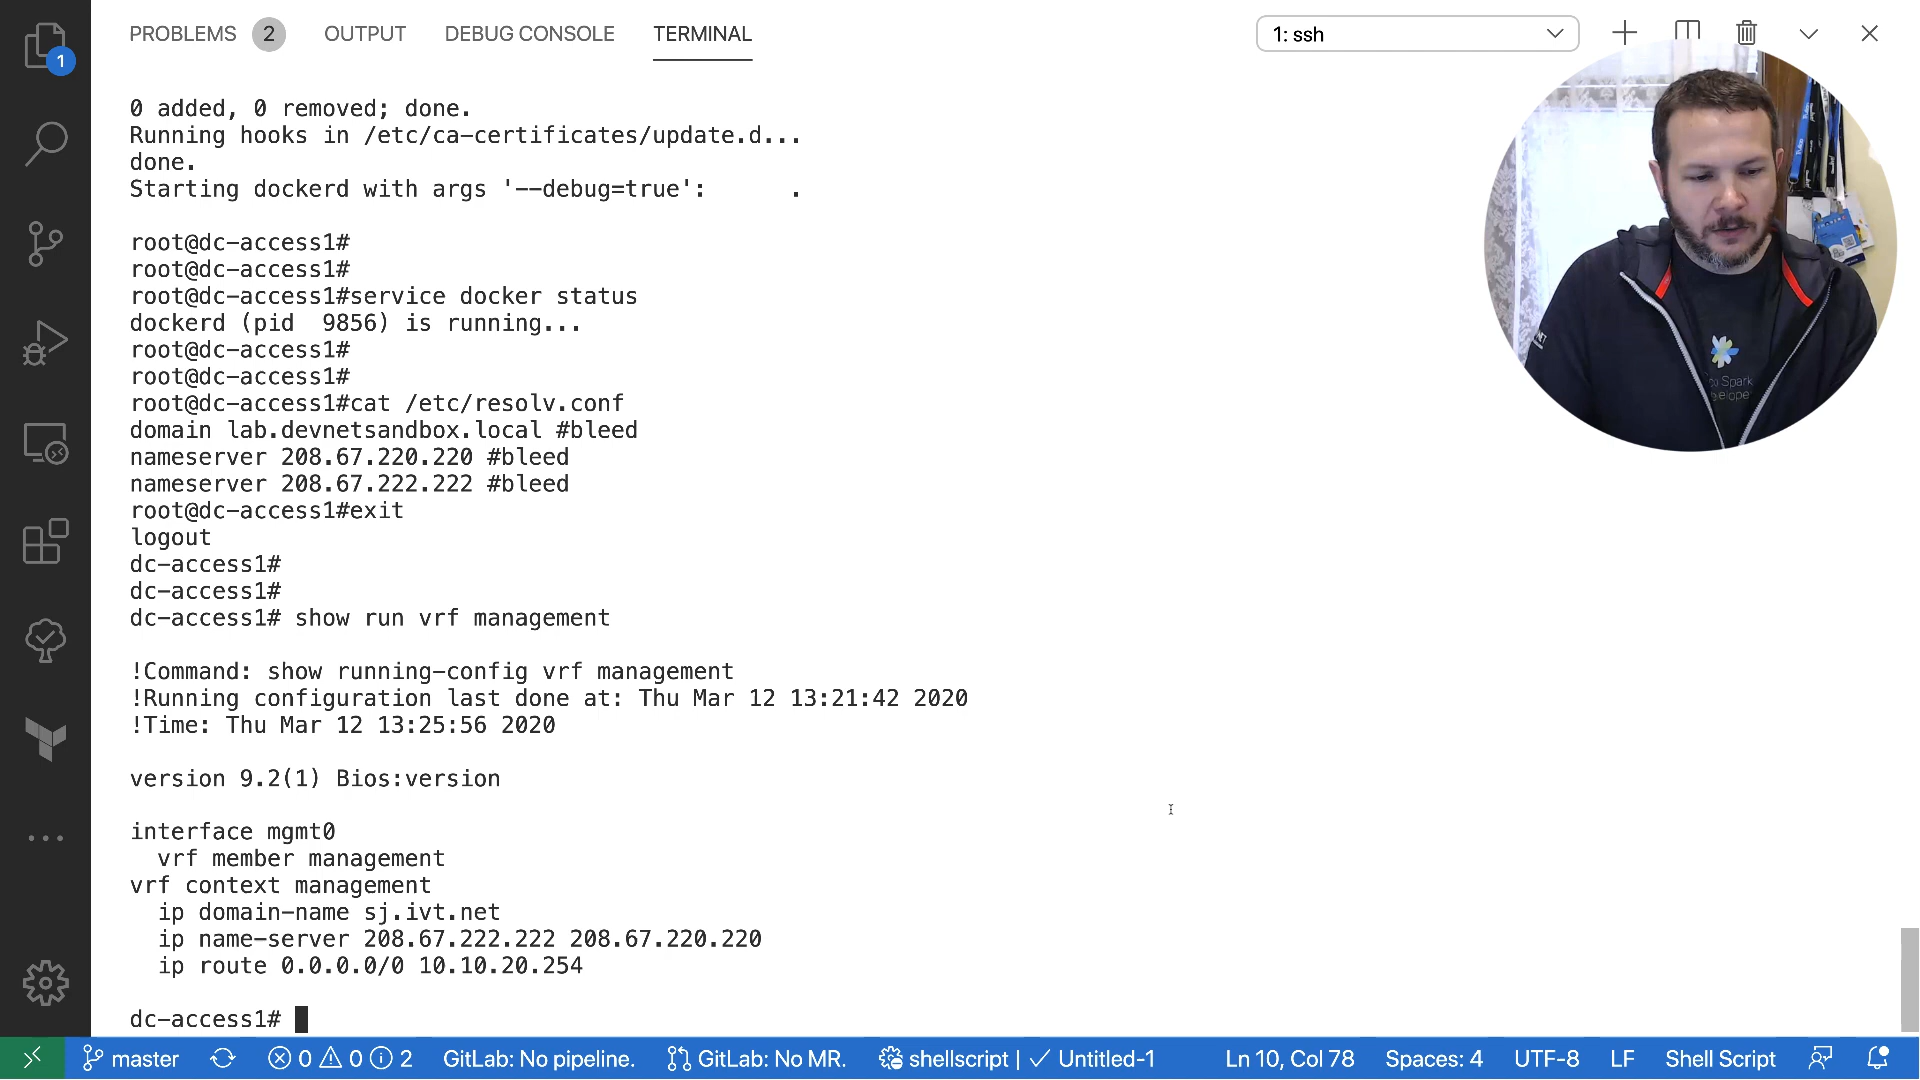 PROBLEMS 2 OUTPUT DEBUG CONSOLE TERMINAL 1: ssh
1
0 added, 0 removed; done.
Running hooks in /etc/ca-certificates/update.d...
done.
Starting dockerd with args '--debug=true':      .
root@dc-access1#
root@dc-access1#
root@dc-access1#service docker status
dockerd (pid  9856) is running...
root@dc-access1#
root@dc-access1#
root@dc-access1#cat /etc/resolv.conf
domain lab.devnetsandbox.local #bleed
nameserver 208.67.220.220 #bleed
nameserver 208.67.222.222 #bleed
root@dc-access1#exit
logout
dc-access1#
dc-access1#
dc-access1# show run vrf management
!Command: show running-config vrf management
!Running configuration last done at: Thu Mar 12 13:21:42 2020
!Time: Thu Mar 12 13:25:56 2020
version 9.2(1) Bios:version
interface mgmt0
  vrf member management
vrf context management
  ip domain-name sj.ivt.net
  ip name-server 208.67.222.222 208.67.220.220
  ip route 0.0.0.0/0 10.10.20.254
dc-access1#
master 0 0 2 GitLab: No pipeline. GitLab: No MR. shellscript | ✓ Untitled-1 Ln 10, Col 78 Spaces: 4 UTF-8 LF Shell Script